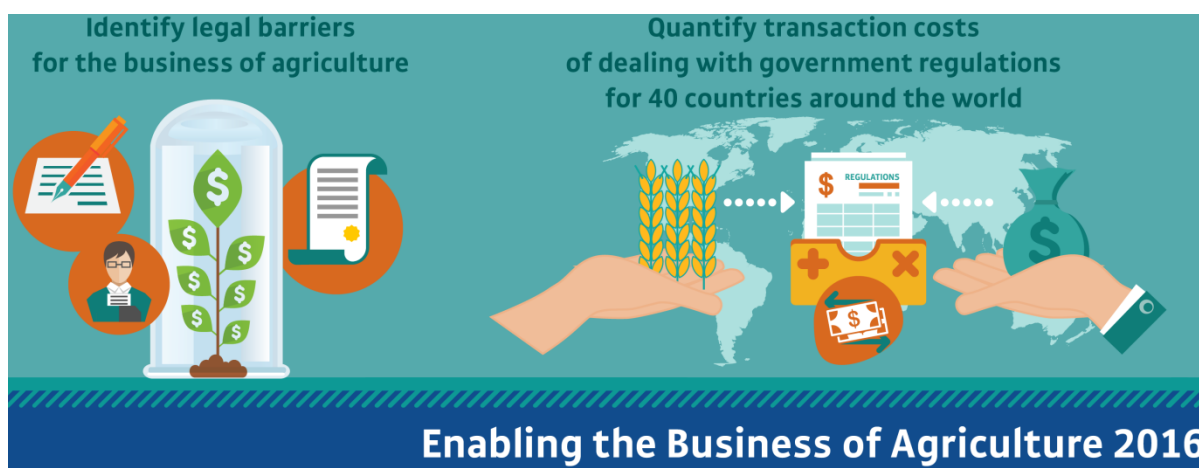 Identify legal barriers
for the business of agriculture
Quantify transaction costs
of dealing with government regulations
for 40 countries around the world
$
$
$
$
$
$
$
$ REGULATIONS
$
$
Enabling the Business of Agriculture 2016